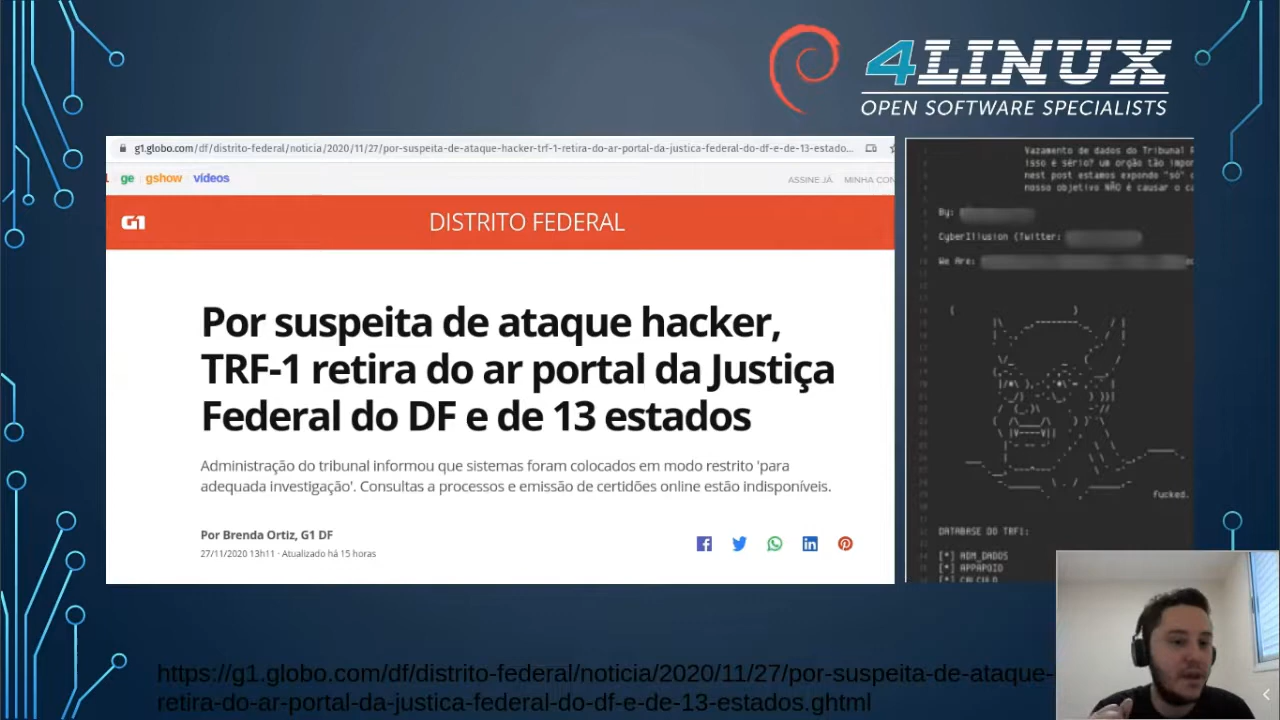 4LINUX
OPEN SOFTWARE SPECIALISTS
g1.globo.com/df/distrito-federal/noticia/2020/11/27/por-suspeita-de-ataque-hacker-trf-1-retira-do-ar-portal-da-justica-federal-do-df-e-de-13-estado...
1 ge gshow vídeos ASSINE JÁ MINHA CON
G1 DISTRITO FEDERAL
Por suspeita de ataque hacker,
TRF-1 retira do ar portal da Justiça
Federal do DF e de 13 estados
Administração do tribunal informou que sistemas foram colocados em modo restrito 'para
adequada investigação'. Consultas a processos e emissão de certidões online estão indisponíveis.
Por Brenda Ortiz, G1 DF
27/11/2020 13h11 · Atualizado há 15 horas
Vazamento de dados do Tribunal R
isso é sério? um orgão tão impor
nest post estamos expondo "só" o
nosso objetivo NÃO é causar o ca
By:
CyberIllusion (Twitter:
We Are:
fucked.
DATABASE DO TRF1:
[*] ADM_DADOS
[*] APPAPOIO
[*] CALCULO
https://g1.globo.com/df/distrito-federal/noticia/2020/11/27/por-suspeita-de-ataque-
retira-do-ar-portal-da-justica-federal-do-df-e-de-13-estados.ghtml